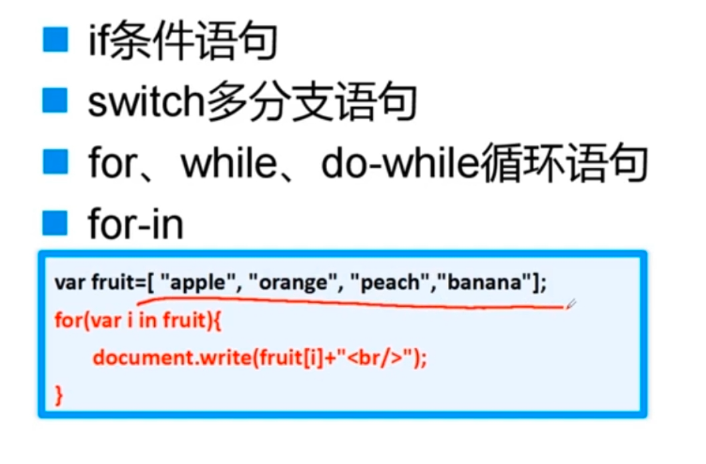 if条件语句
switch多分支语句
for、while、do-while循环语句
for-in
var fruit=[ "apple", "orange", "peach","banana"];
for(var i in fruit){
document.write(fruit[i]+"<br/>");
}